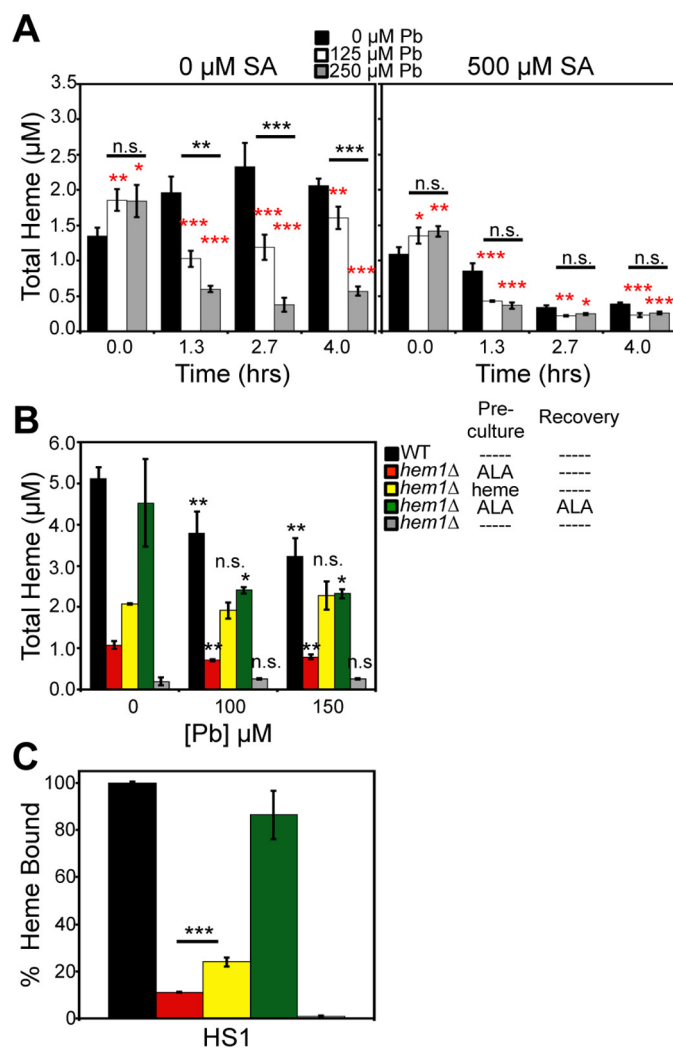 A
0 µM Pb
125 µM Pb
250 µM Pb
0 µM SA
500 µM SA
Total Heme (µM)
3.5
3.0
2.5
2.0
1.5
1.0
0.5
0.0
n.s.
** *
**
*** ***
***
*** ***
***
** ***
n.s.
* **
n.s.
*** ***
n.s.
** *
n.s.
*** ***
0.0 1.3 2.7 4.0
Time (hrs)
0.0 1.3 2.7 4.0
Time (hrs)
B
Pre-culture Recovery
WT ----- -----
hem1Δ ALA -----
hem1Δ heme -----
hem1Δ ALA ALA
hem1Δ ----- -----
Total Heme (µM)
6.0
5.0
4.0
3.0
2.0
1.0
0.0
** ** n.s. * n.s.
** ** n.s. * n.s
0 100 150
[Pb] µM
C
% Heme Bound
100
80
60
40
20
0
***
HS1